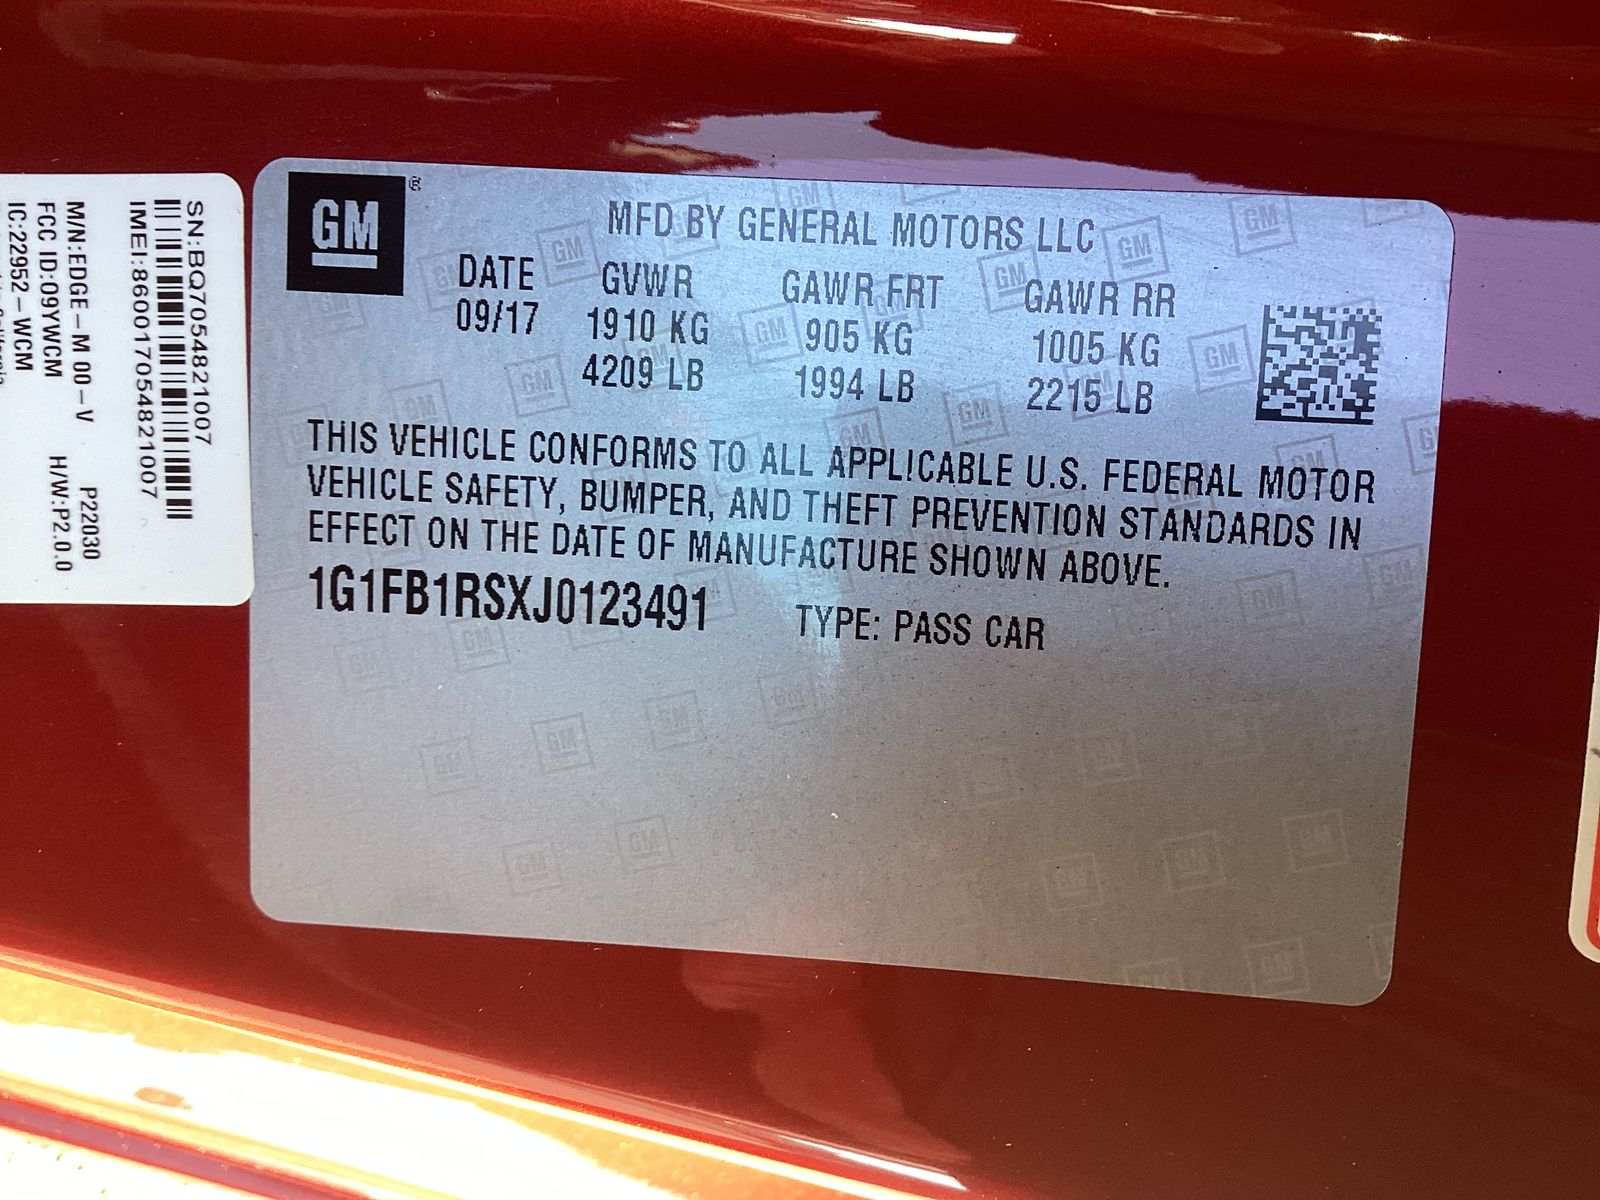 GM
MFD BY GENERAL MOTORS LLC
DATE GVWR GAWR FRT GAWR RR
09/17 1910 KG 905 KG 1005 KG
4209 LB 1994 LB 2215 LB
THIS VEHICLE CONFORMS TO ALL APPLICABLE U.S. FEDERAL MOTOR
VEHICLE SAFETY, BUMPER, AND THEFT PREVENTION STANDARDS IN
EFFECT ON THE DATE OF MANUFACTURE SHOWN ABOVE.
1G1FB1RSXJ0123491 TYPE: PASS CAR
SN:BQ7054821007
IMEI:860017054821007
M/N:EDGE-M 00-V P22030
FCC ID:09YWCM H/W:P2.0.0
IC:22952-WCM